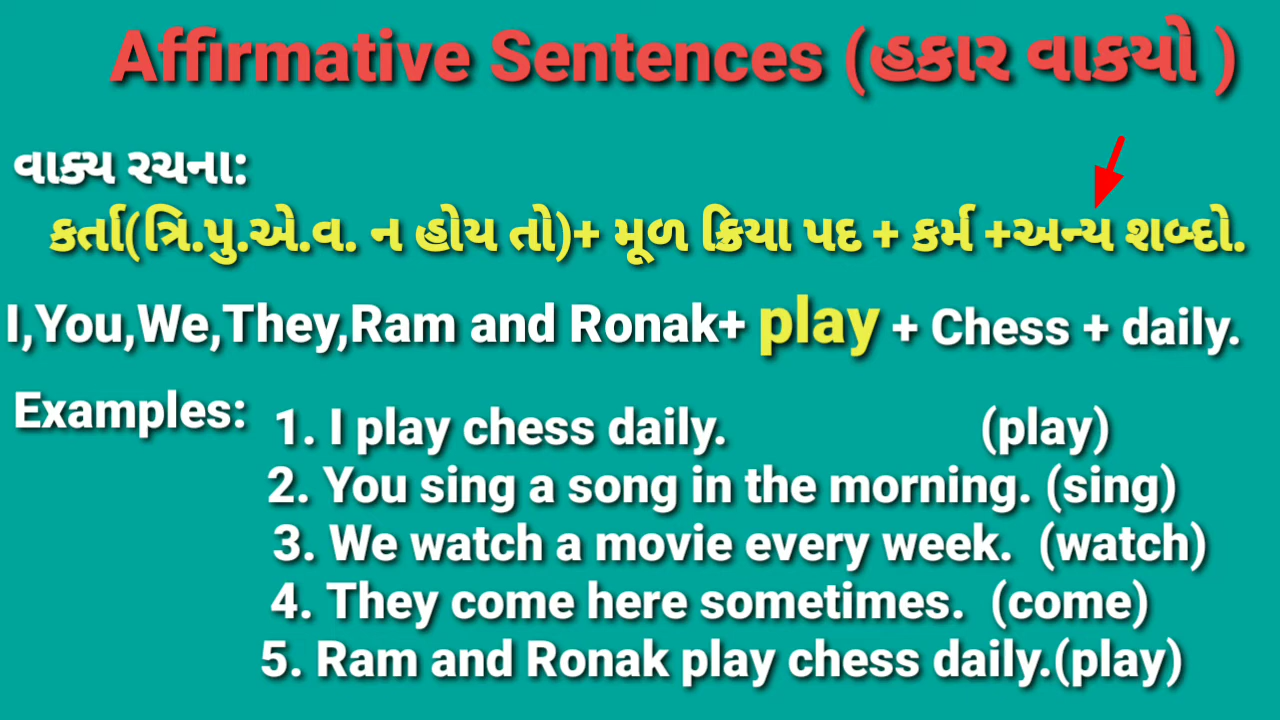 Affirmative Sentences (હકાર વાકયો )
વાક્ય રચના:
કર્તા(ત્રિ.પુ.એ.વ. ન હોય તો)+ મૂળ ક્રિયા પદ + કર્મ +અન્ય શબ્દો.
I,You,We,They,Ram and Ronak+ play + Chess + daily.
Examples: 1. I play chess daily. (play)
2. You sing a song in the morning. (sing)
3. We watch a movie every week. (watch)
4. They come here sometimes. (come)
5. Ram and Ronak play chess daily.(play)